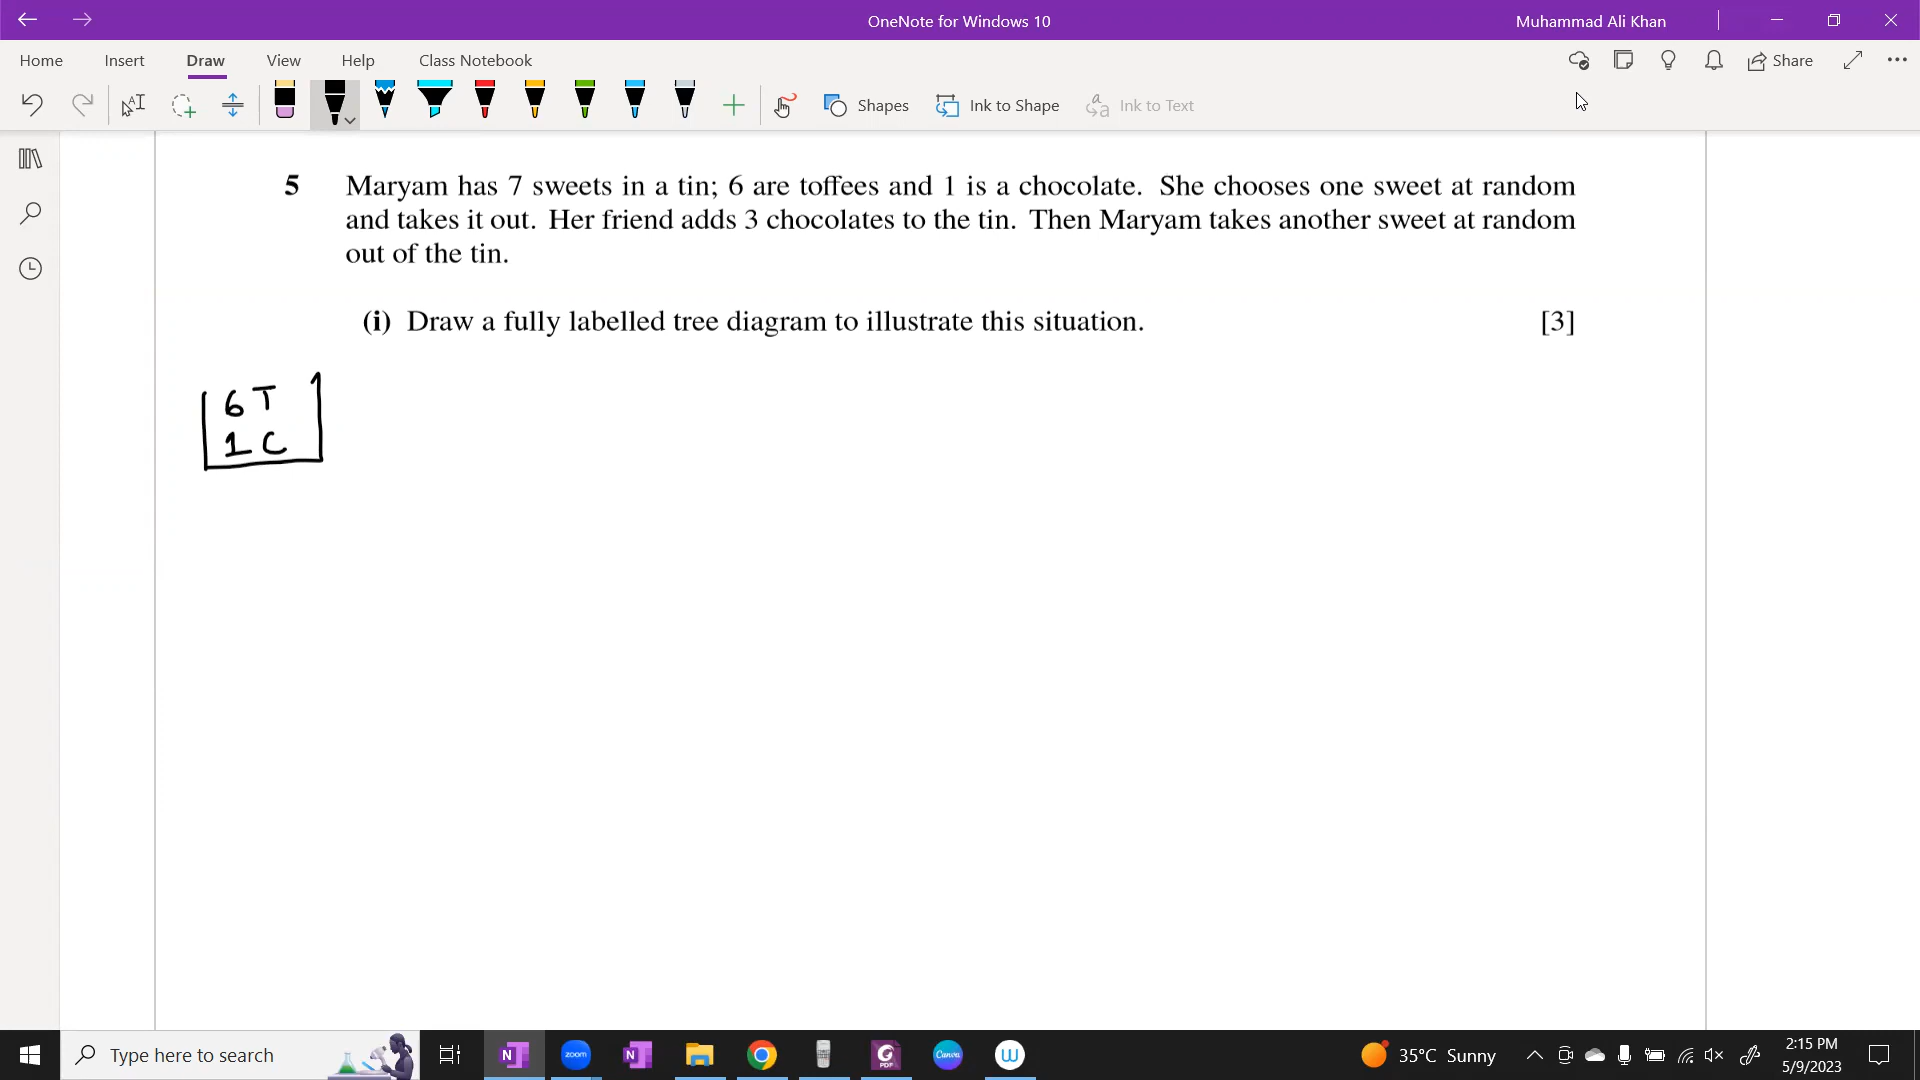 OneNote for Windows 10
Muhammad Ali Khan
Home Insert Draw View Help Class Notebook
Share
Shapes Ink to Shape Ink to Text
5 Maryam has 7 sweets in a tin; 6 are toffees and 1 is a chocolate. She chooses one sweet at random
and takes it out. Her friend adds 3 chocolates to the tin. Then Maryam takes another sweet at random
out of the tin.
(i) Draw a fully labelled tree diagram to illustrate this situation. [3]
6 T
1 C
Type here to search
zoom
PDF
Canva
35°C Sunny
2:15 PM
5/9/2023